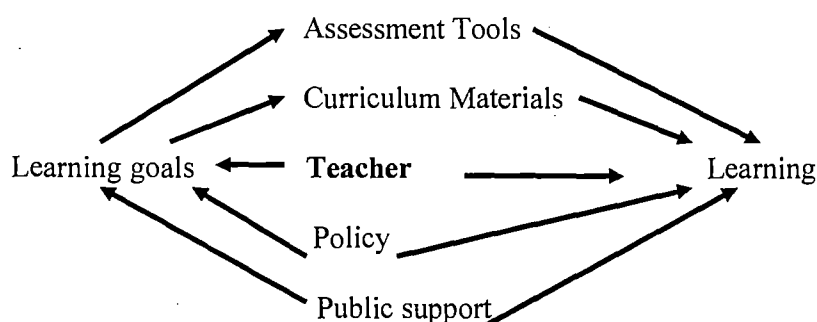 Assessment Tools
Curriculum Materials
Learning goals Teacher Learning
Policy
Public support